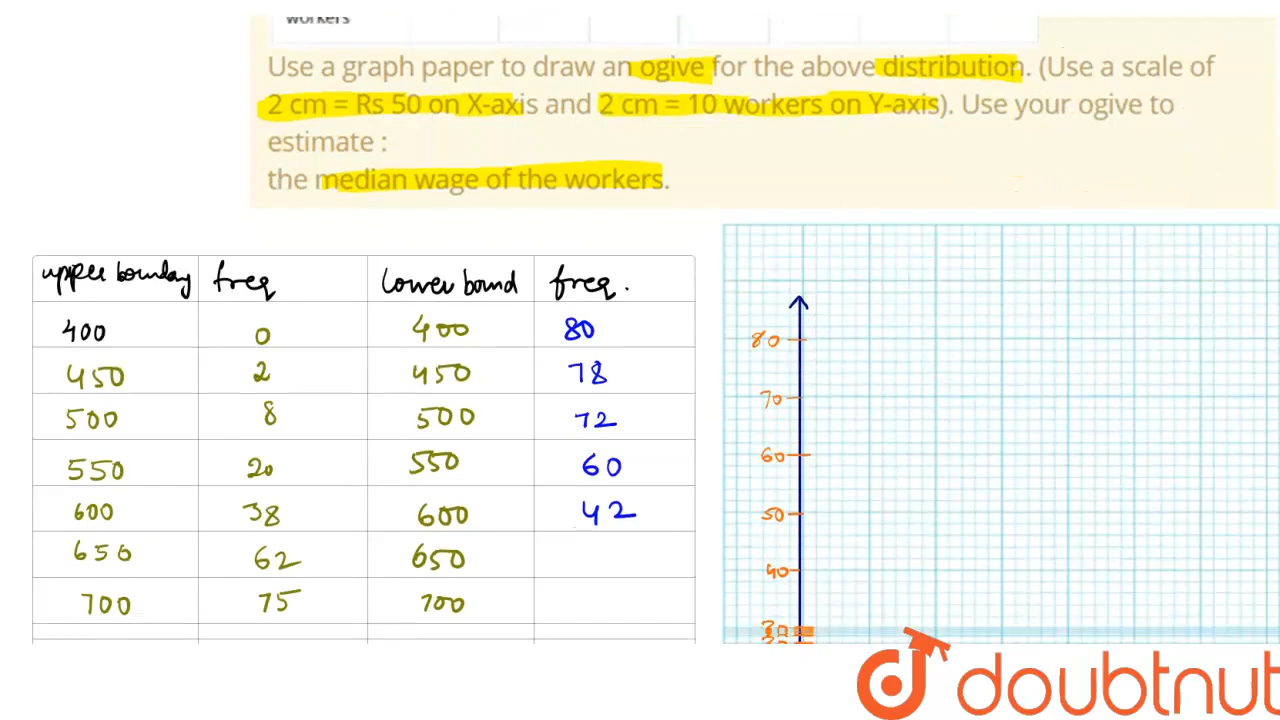 workers
Use a graph paper to draw an ogive for the above distribution. (Use a scale of
2 cm = Rs 50 on X-axis and 2 cm = 10 workers on Y-axis). Use your ogive to
estimate :
the median wage of the workers.
upper bounday freq lower bound freq.
400 0 400 80
450 2 450 78
500 8 500 72
550 20 550 60
600 38 600 42
650 62 650
700 75 700
80
70
60
50
40
30
doubtnut